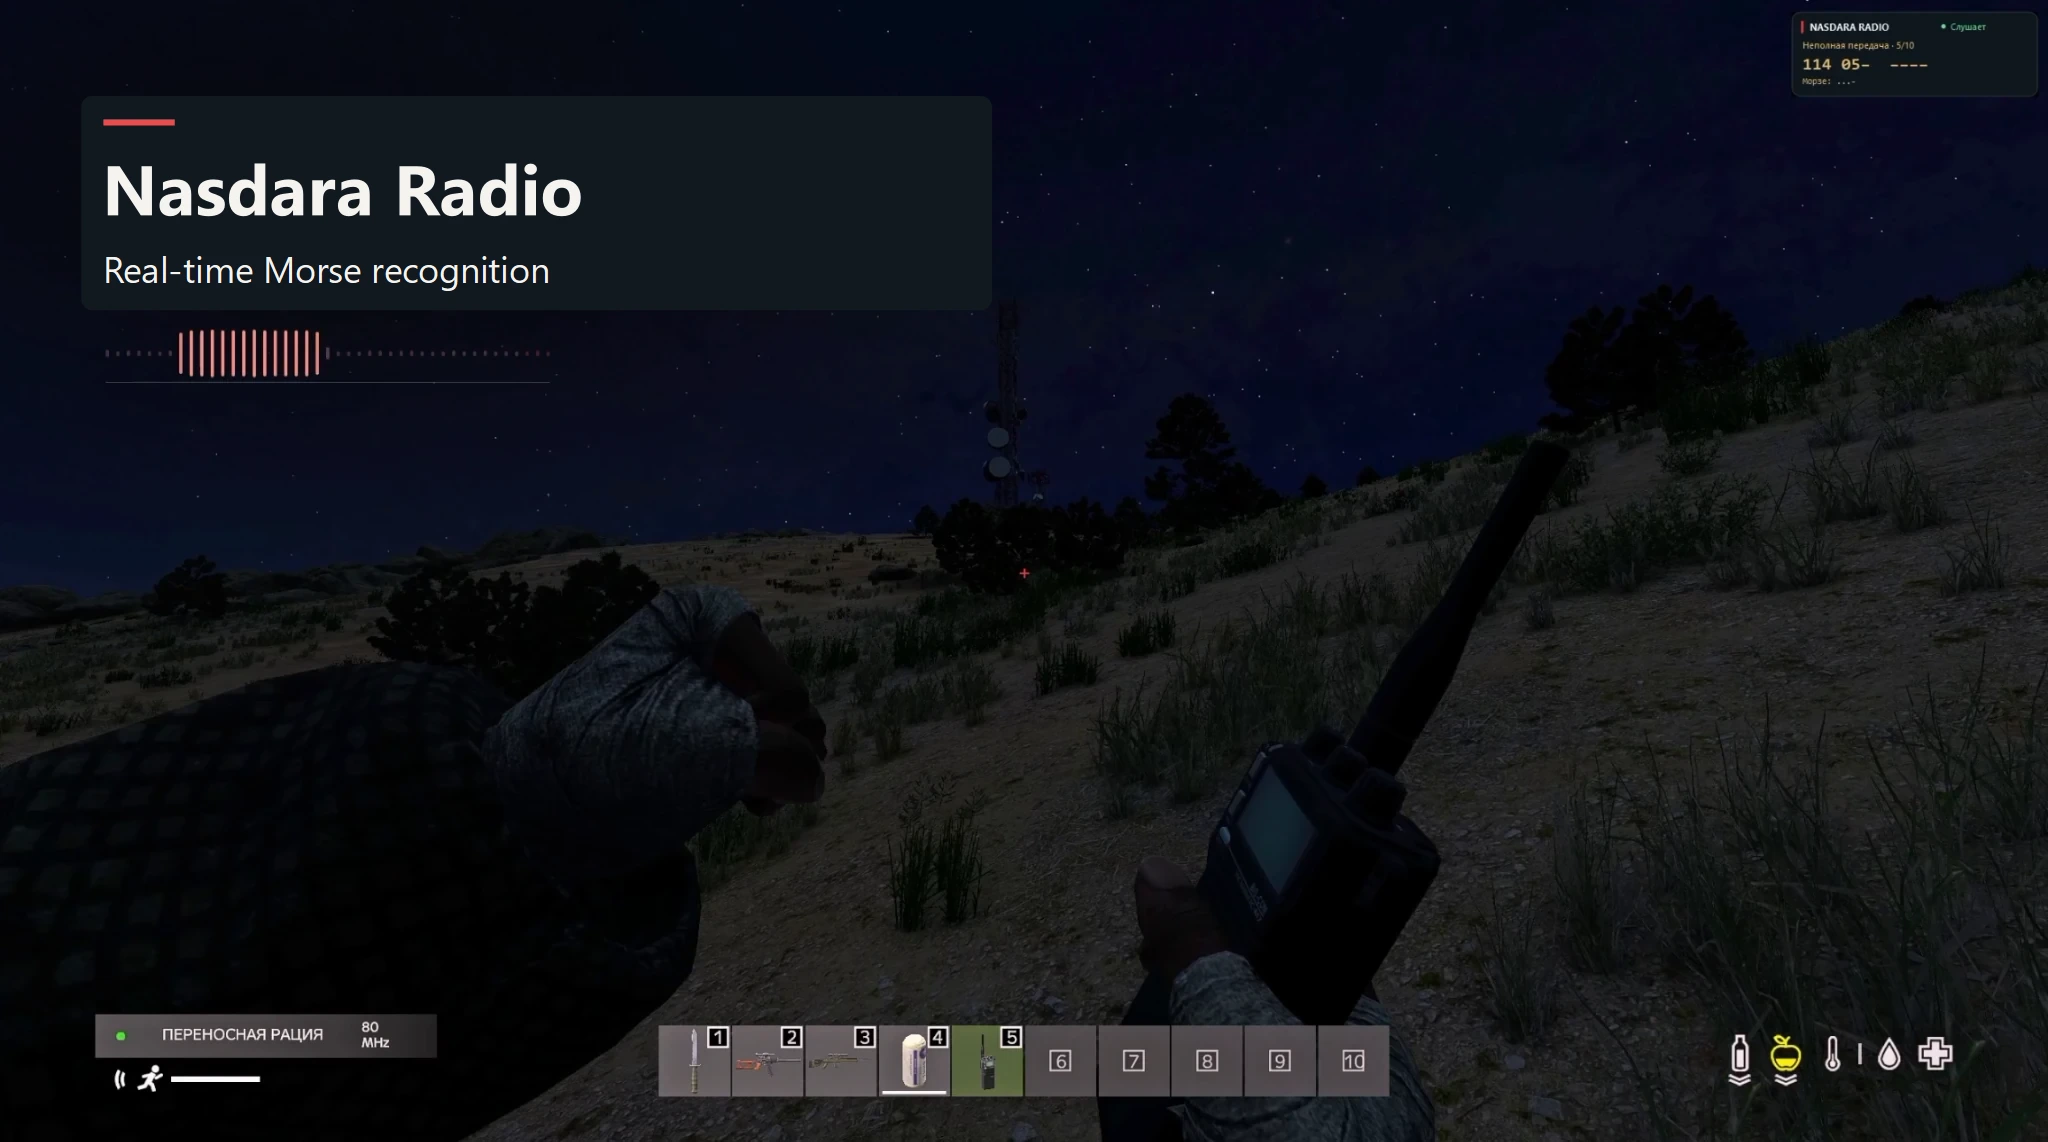 NASDARA RADIO
Слушает
Неполная передача · 5/10
114 05- ----
Морзе: ...-
Nasdara Radio
Real-time Morse recognition
ПЕРЕНОСНАЯ РАЦИЯ
80
MHz
1
2
3
4
5
6
7
8
9
10